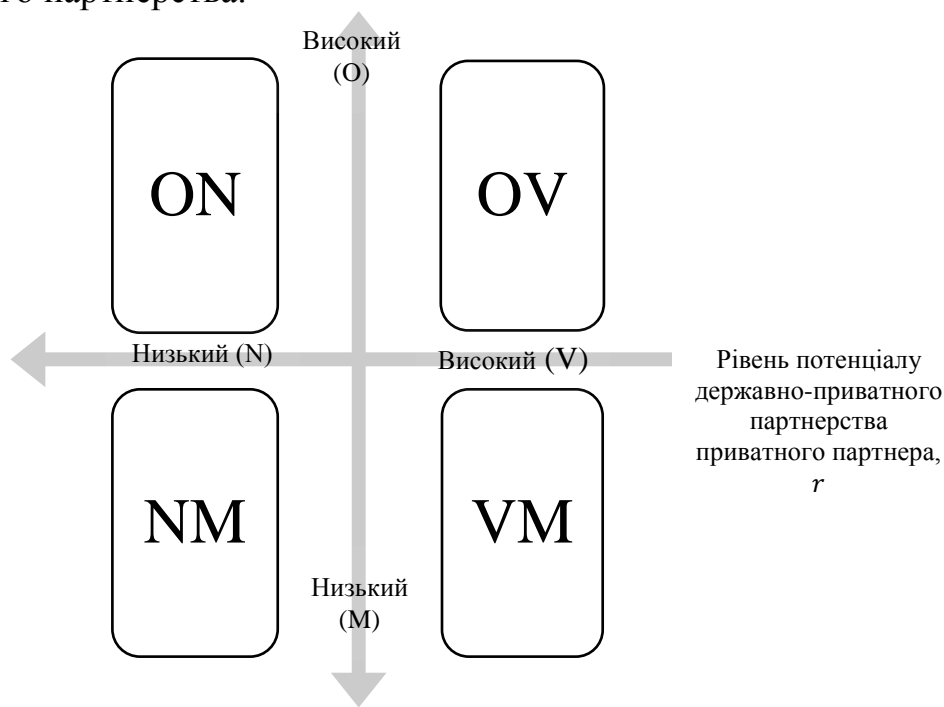 го партнерства.
Високий
(О)
ON
OV
Низький (N)
Високий (V)
Рівень потенціалу
державно-приватного
партнерства
приватного партнера,
r
NM
VM
Низький
(М)